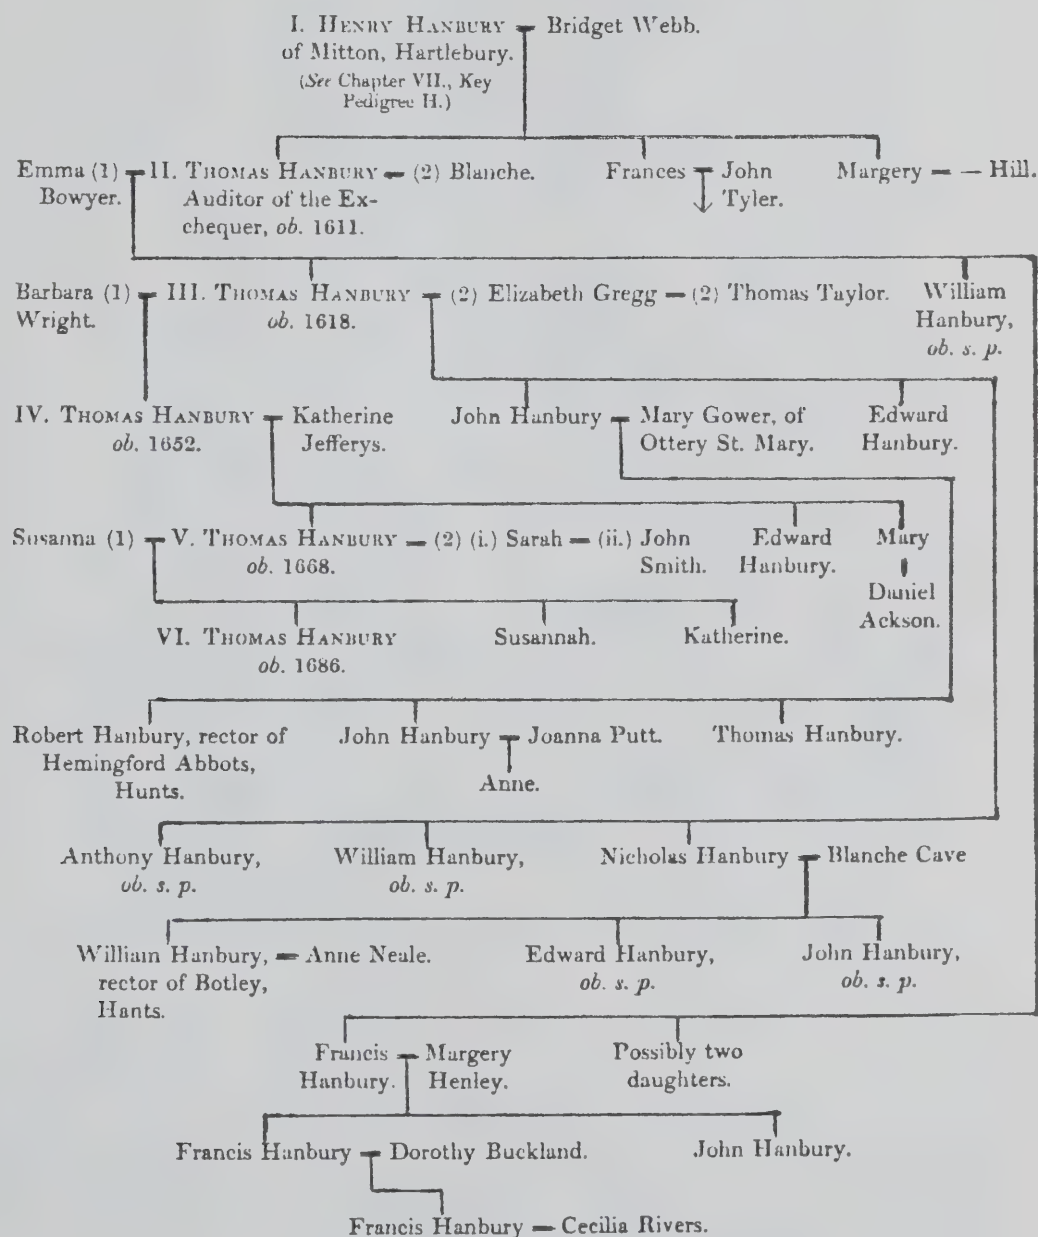 I. HENRY HANBURY Bridget Webb.
of Mitton, Hartlebury.
(See Chapter VII., Key
Pedigree H.)
Emma (1) II. THOMAS HANBURY (2) Blanche. Frances John Margery Hill.
Bowyer. Auditor of the Ex- Tyler.
chequer, ob. 1611.
Barbara (1) III. THOMAS HANBURY (2) Elizabeth Gregg (2) Thomas Taylor. William
Wright. ob. 1618. Hanbury,
ob. s. p.
IV. THOMAS HANBURY Katherine John Hanbury Mary Gower, of Edward
ob. 1652. Jefferys. Ottery St. Mary. Hanbury.
Susanna (1) V. THOMAS HANBURY (2) (i.) Sarah (ii.) John Edward Mary
ob. 1668. Smith. Hanbury.
Daniel
Ackson.
VI. THOMAS HANBURY Susannah. Katherine.
ob. 1686.
Robert Hanbury, rector of John Hanbury Joanna Putt. Thomas Hanbury.
Hemingford Abbots,
Hunts. Anne.
Anthony Hanbury, William Hanbury, Nicholas Hanbury Blanche Cave
ob. s. p. ob. s. p.
William Hanbury, Anne Neale. Edward Hanbury, John Hanbury,
rector of Botley, ob. s. p. ob. s. p.
Hants.
Francis Margery Possibly two
Hanbury. Henley. daughters.
Francis Hanbury Dorothy Buckland. John Hanbury.
Francis Hanbury Cecilia Rivers.